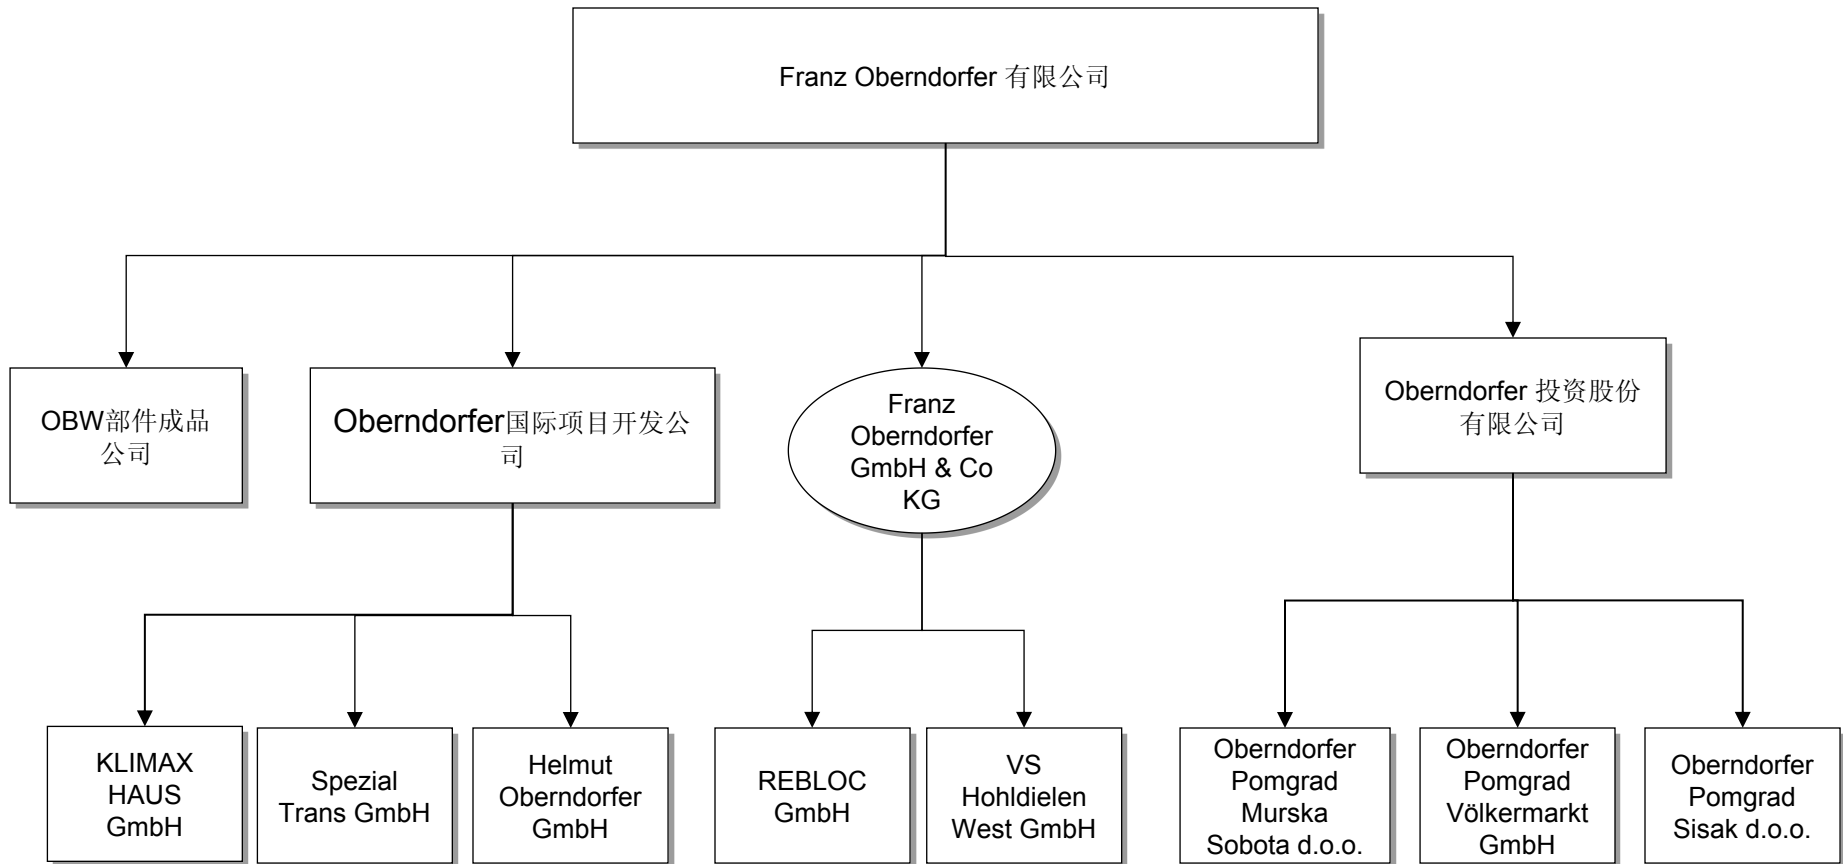 Franz Oberndorfer 有限公司
OBW部件成品
公司
Oberndorfer国际项目开发公
司
Franz
Oberndorfer
GmbH & Co
KG
Oberndorfer 投资股份
有限公司
KLIMAX
HAUS
GmbH
Spezial
Trans GmbH
Helmut
Oberndorfer
GmbH
REBLOC
GmbH
VS
Hohldielen
West GmbH
Oberndorfer
Pomgrad
Murska
Sobota d.o.o.
Oberndorfer
Pomgrad
Völkermarkt
GmbH
Oberndorfer
Pomgrad
Sisak d.o.o.